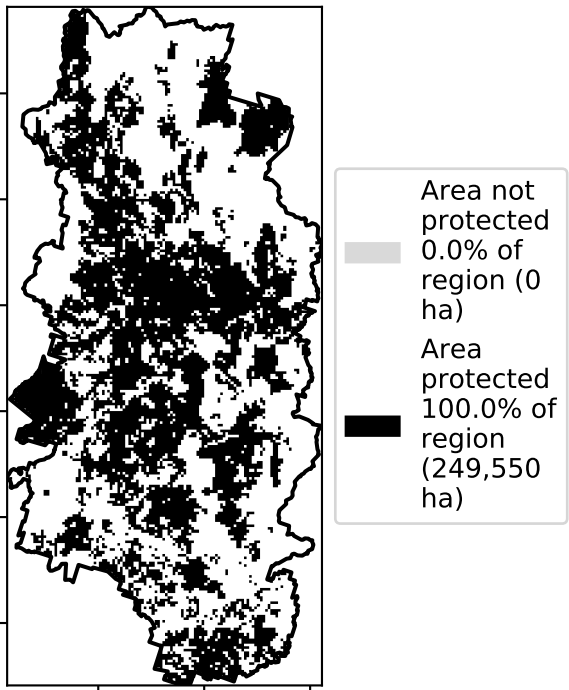 Area not
protected
0.0% of
region (0
ha)
Area
protected
100.0% of
region
(249,550
ha)